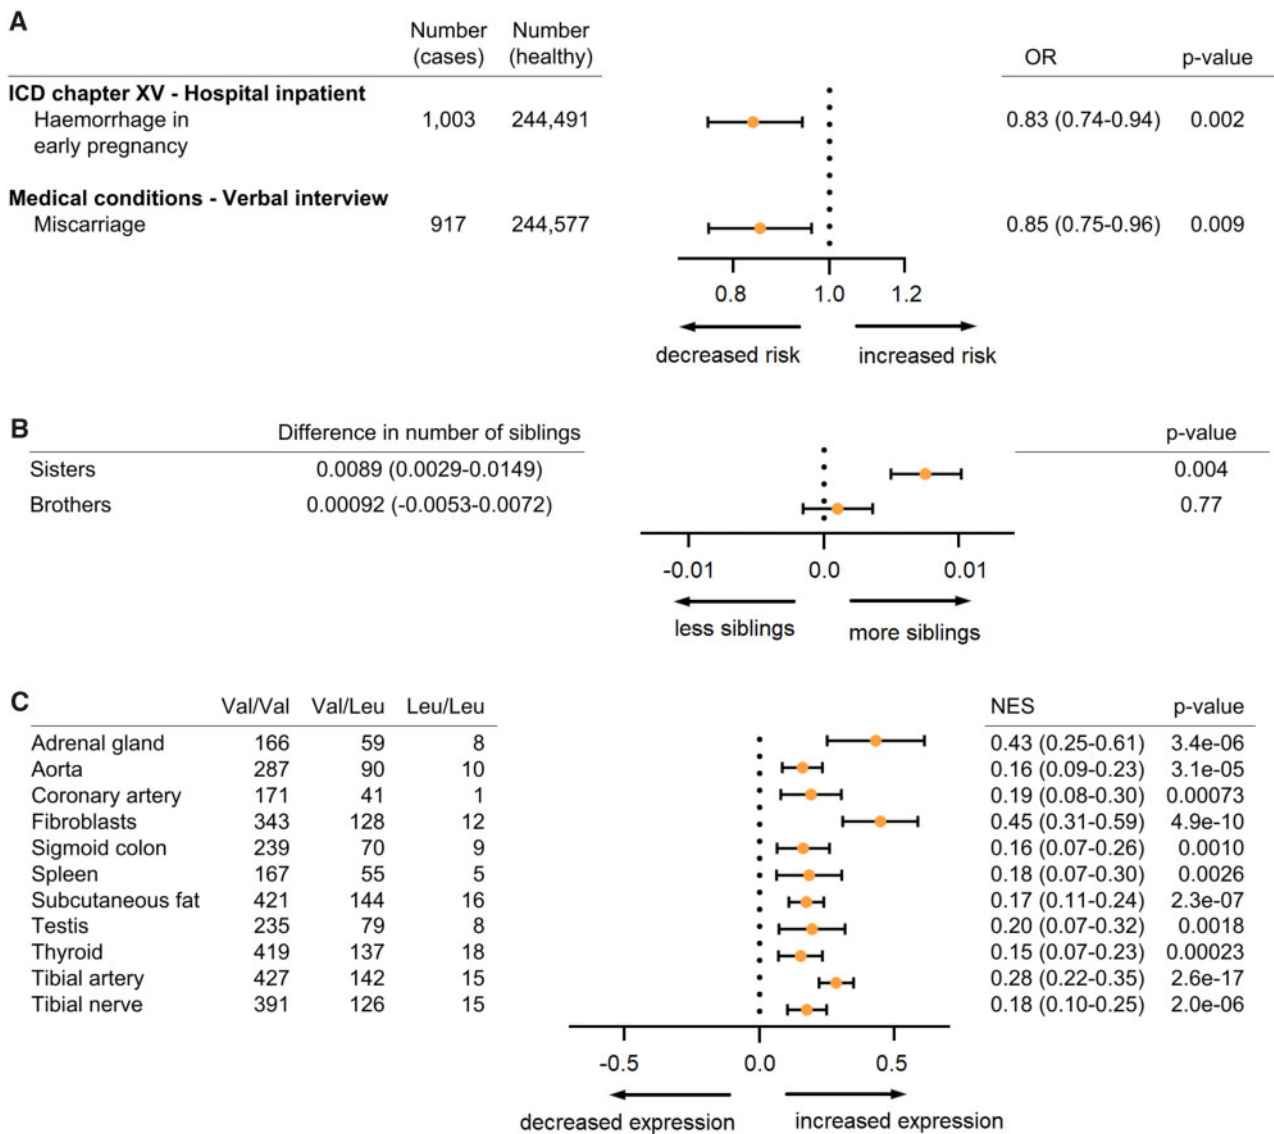 A
Number (cases) Number (healthy) OR p-value
ICD chapter XV - Hospital inpatient
Haemorrhage in early pregnancy 1,003 244,491 0.83 (0.74-0.94) 0.002
Medical conditions - Verbal interview
Miscarriage 917 244,577 0.85 (0.75-0.96) 0.009
0.8 1.0 1.2
decreased risk increased risk
B
Difference in number of siblings p-value
Sisters 0.0089 (0.0029-0.0149) 0.004
Brothers 0.00092 (-0.0053-0.0072) 0.77
-0.01 0.0 0.01
less siblings more siblings
C
Val/Val Val/Leu Leu/Leu NES p-value
Adrenal gland 166 59 8 0.43 (0.25-0.61) 3.4e-06
Aorta 287 90 10 0.16 (0.09-0.23) 3.1e-05
Coronary artery 171 41 1 0.19 (0.08-0.30) 0.00073
Fibroblasts 343 128 12 0.45 (0.31-0.59) 4.9e-10
Sigmoid colon 239 70 9 0.16 (0.07-0.26) 0.0010
Spleen 167 55 5 0.18 (0.07-0.30) 0.0026
Subcutaneous fat 421 144 16 0.17 (0.11-0.24) 2.3e-07
Testis 235 79 8 0.20 (0.07-0.32) 0.0018
Thyroid 419 137 18 0.15 (0.07-0.23) 0.00023
Tibial artery 427 142 15 0.28 (0.22-0.35) 2.6e-17
Tibial nerve 391 126 15 0.18 (0.10-0.25) 2.0e-06
-0.5 0.0 0.5
decreased expression increased expression